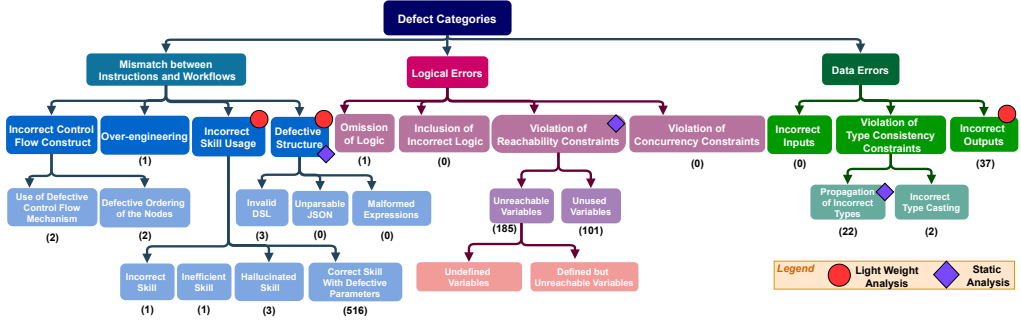 Defect Categories
Mismatch between
Instructions and Workflows
Logical Errors
Data Errors
Incorrect Control
Flow Construct
Over-engineering
(1)
Incorrect
Skill Usage
Defective
Structure
Omission
of Logic
(1)
Inclusion of
Incorrect Logic
(0)
Violation of
Reachability Constraints
Violation of
Concurrency Constraints
(0)
Incorrect
Inputs
(0)
Violation of
Type Consistency
Constraints
Incorrect
Outputs
(37)
Use of Defective
Control Flow
Mechanism
(2)
Defective Ordering
of the Nodes
(2)
Invalid
DSL
(3)
Unparsable
JSON
(0)
Malformed
Expressions
(0)
Unreachable
Variables
(185)
Unused
Variables
(101)
Propagation
of Incorrect
Types
(22)
Incorrect
Type Casting
(2)
Incorrect
Skill
(1)
Inefficient
Skill
(1)
Hallucinated
Skill
(3)
Correct Skill
With Defective
Parameters
(516)
Undefined
Variables
Defined but
Unreachable Variables
Legend
Light Weight
Analysis
Static
Analysis